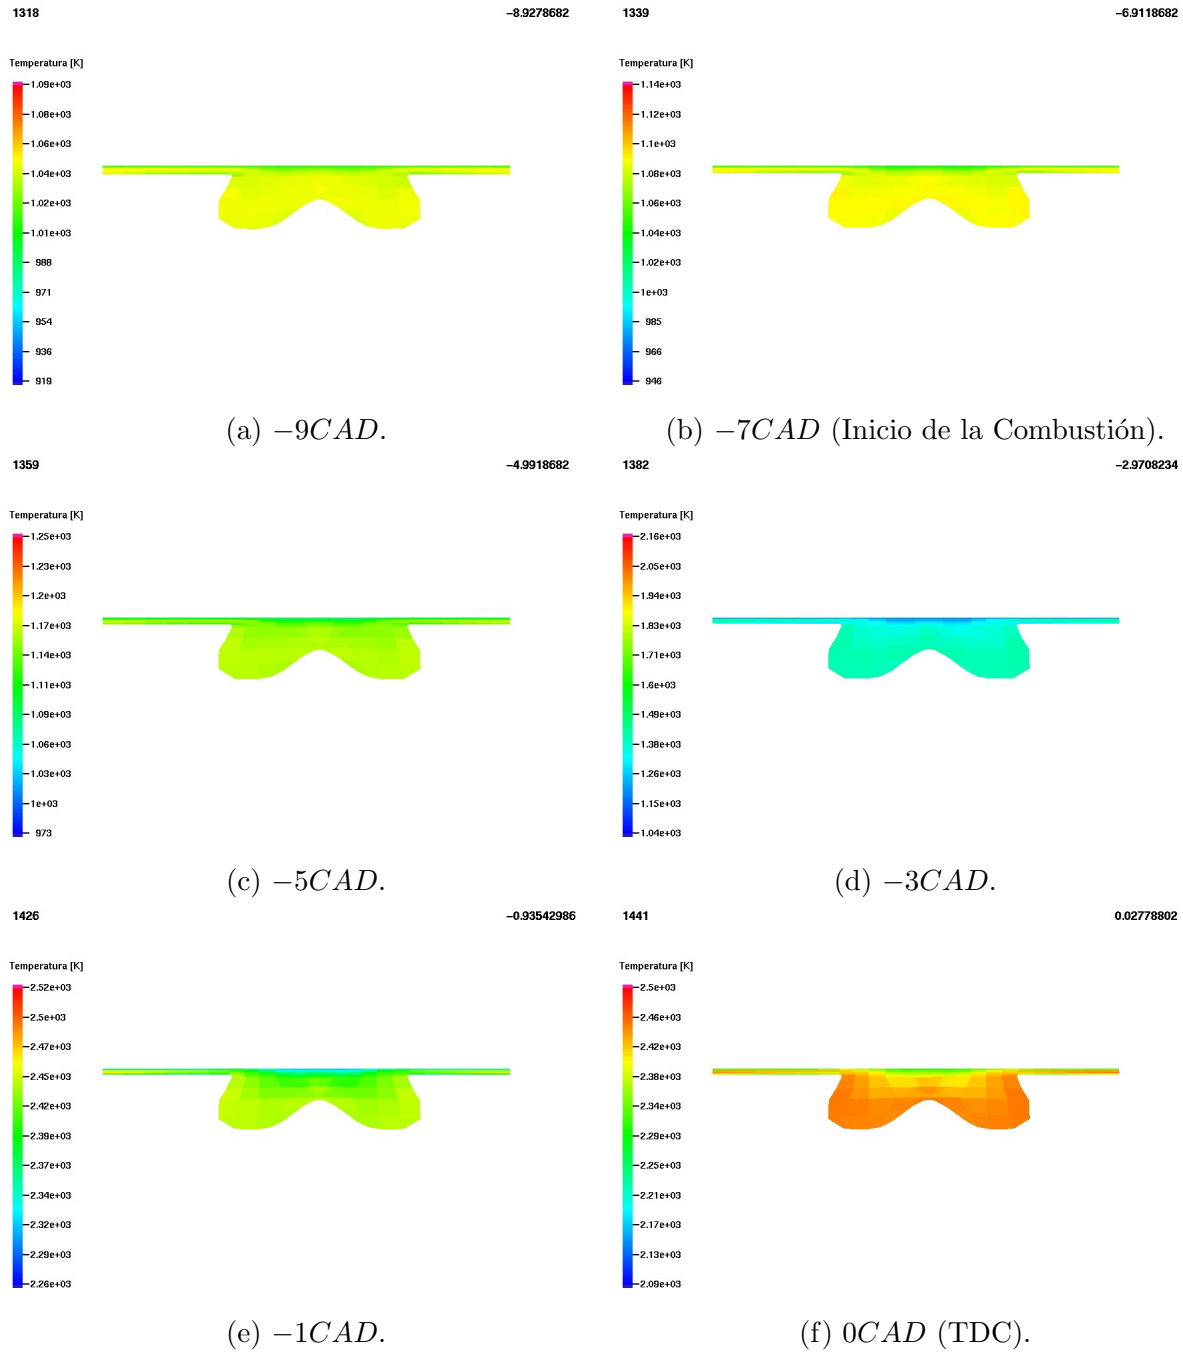 1318 −8.9278682
Temperatura [K]
1.09e+03
1.08e+03
1.06e+03
1.04e+03
1.02e+03
1.01e+03
988
971
954
936
919
(a) −9CAD.
1339 −6.9118682
Temperatura [K]
1.14e+03
1.12e+03
1.1e+03
1.08e+03
1.06e+03
1.04e+03
1.02e+03
1e+03
985
966
946
(b) −7CAD (Inicio de la Combustión).
1359 −4.9918682
Temperatura [K]
1.25e+03
1.23e+03
1.2e+03
1.17e+03
1.14e+03
1.11e+03
1.09e+03
1.06e+03
1.03e+03
1e+03
973
(c) −5CAD.
1382 −2.9708234
Temperatura [K]
2.16e+03
2.05e+03
1.94e+03
1.83e+03
1.71e+03
1.6e+03
1.49e+03
1.38e+03
1.26e+03
1.15e+03
1.04e+03
(d) −3CAD.
1426 −0.93542986
Temperatura [K]
2.52e+03
2.5e+03
2.47e+03
2.45e+03
2.42e+03
2.39e+03
2.37e+03
2.34e+03
2.32e+03
2.29e+03
2.26e+03
(e) −1CAD.
1441 0.02778802
Temperatura [K]
2.5e+03
2.46e+03
2.42e+03
2.38e+03
2.34e+03
2.29e+03
2.25e+03
2.21e+03
2.17e+03
2.13e+03
2.09e+03
(f) 0CAD (TDC).